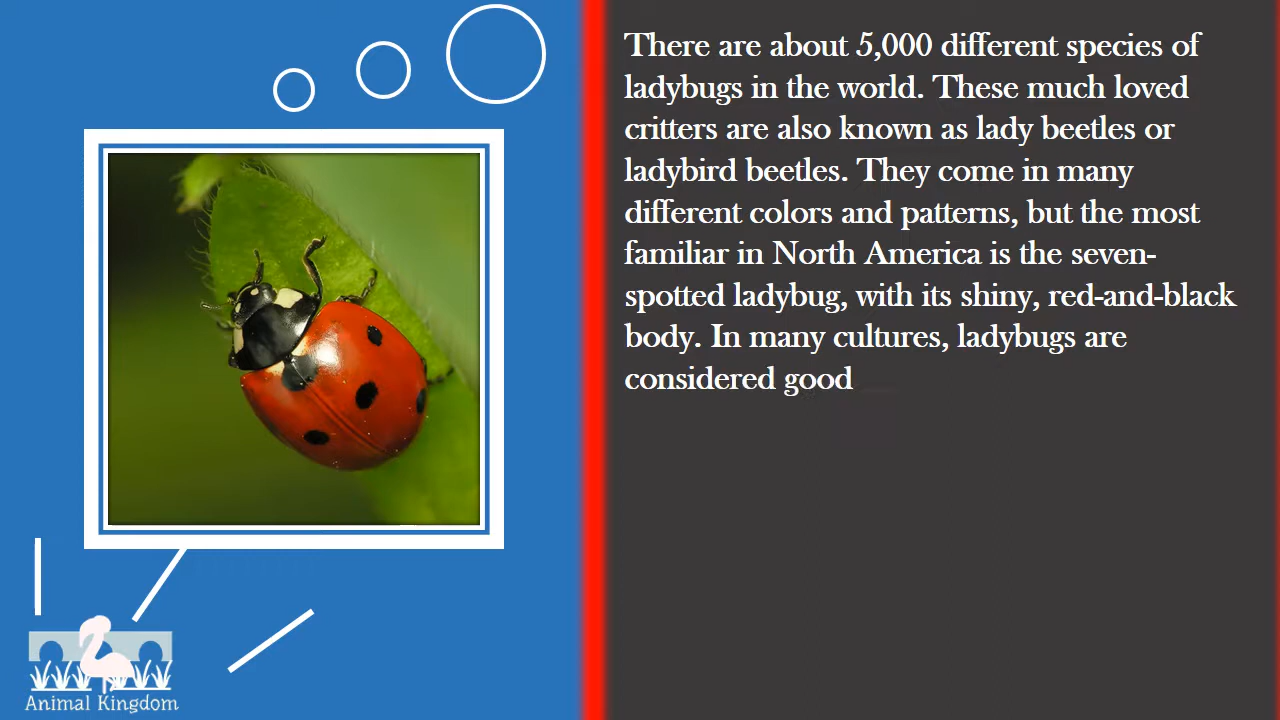 There are about 5,000 different species of
ladybugs in the world. These much loved
critters are also known as lady beetles or
ladybird beetles. They come in many
different colors and patterns, but the most
familiar in North America is the seven-
spotted ladybug, with its shiny, red-and-black
body. In many cultures, ladybugs are
considered good
Animal Kingdom